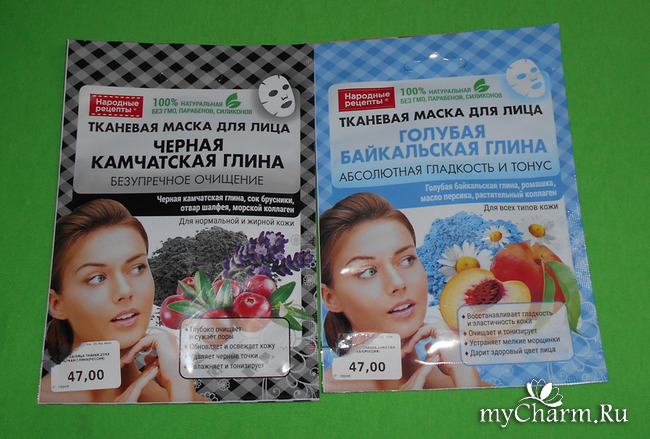 Народные
рецепты®
100% НАТУРАЛЬНАЯ
БЕЗ ГМО, ПАРАБЕНОВ, СИЛИКОНОВ
ТКАНЕВАЯ МАСКА ДЛЯ ЛИЦА
ЧЕРНАЯ
КАМЧАТСКАЯ ГЛИНА
БЕЗУПРЕЧНОЕ ОЧИЩЕНИЕ
Черная камчатская глина, сок брусники,
отвар шалфея, морской коллаген
Для нормальной и жирной кожи
Глубоко очищает
и сужает поры
Обновляет и освежает кожу
даляет черные точки
влажняет и тонизирует
47,00
Народные
рецепты®
100% НАТУРАЛЬНАЯ
БЕЗ ГМО, ПАРАБЕНОВ, СИЛИКОНОВ
ТКАНЕВАЯ МАСКА ДЛЯ ЛИЦА
ГОЛУБАЯ
БАЙКАЛЬСКАЯ ГЛИНА
АБСОЛЮТНАЯ ГЛАДКОСТЬ И ТОНУС
Голубая байкальская глина, ромашка,
масло персика, растительный коллаген
Для всех типов кожи
Восстанавливает гладкость
и эластичность кожи
Очищает и тонизирует
Устраняет мелкие морщинки
Дарит здоровый цвет лица
47,00
myCharm.Ru